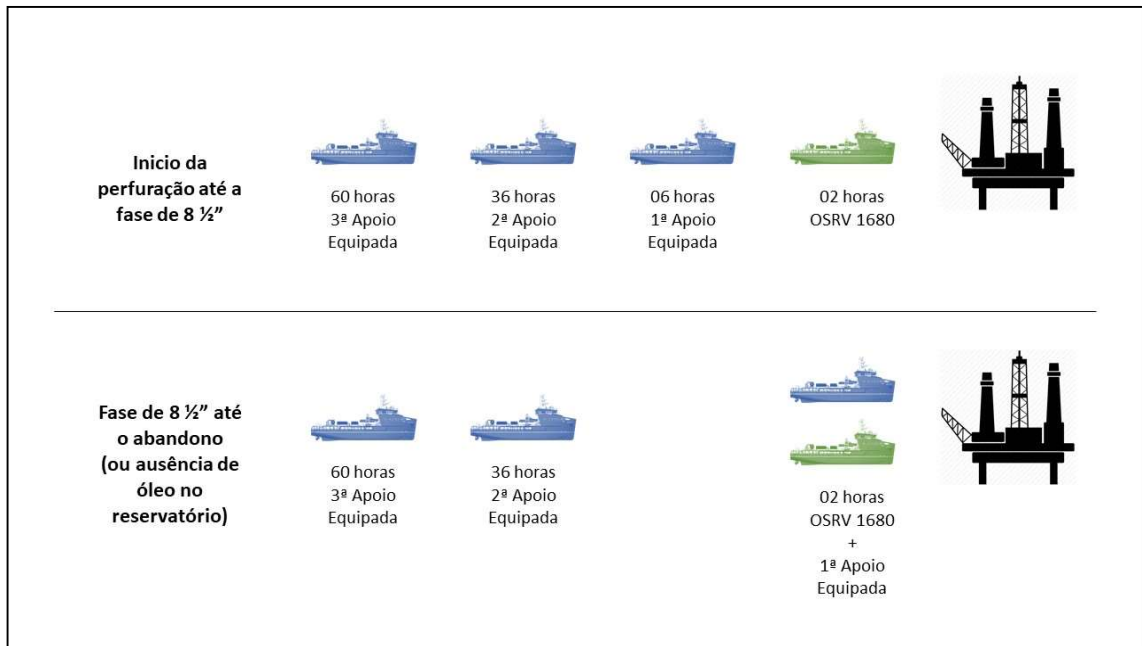 Inicio da
perfuração até a
fase de 8 ½”
60 horas
3ª Apoio
Equipada
36 horas
2ª Apoio
Equipada
06 horas
1ª Apoio
Equipada
02 horas
OSRV 1680
Fase de 8 ½” até
o abandono
(ou ausência de
óleo no
reservatório)
60 horas
3ª Apoio
Equipada
36 horas
2ª Apoio
Equipada
02 horas
OSRV 1680
+
1ª Apoio
Equipada